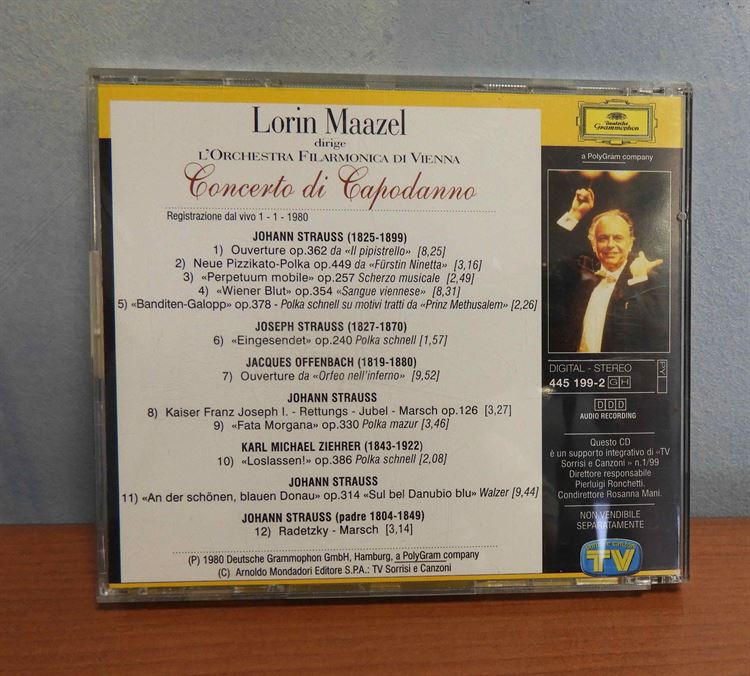 Lorin Maazel
dirige
L'ORCHESTRA FILARMONICA DI VIENNA
Concerto di Capodanno
Registrazione dal vivo 1 - 1 - 1980
JOHANN STRAUSS (1825-1899)
1) Ouverture op.362 da «Il pipistrello» [8,25]
2) Neue Pizzikato-Polka op.449 da «Fürstin Ninetta» [3,16]
3) «Perpetuum mobile» op.257 Scherzo musicale [2,49]
4) «Wiener Blut» op.354 «Sangue viennese» [8,31]
5) «Banditen-Galopp» op.378 - Polka schnell su motivi tratti da «Prinz Methusalem» [2,26]
JOSEPH STRAUSS (1827-1870)
6) «Eingesendet» op.240 Polka schnell [1,57]
JACQUES OFFENBACH (1819-1880)
7) Ouverture da «Orfeo nell'inferno» [9,52]
JOHANN STRAUSS
8) Kaiser Franz Joseph I. - Rettungs - Jubel - Marsch op.126 [3,27]
9) «Fata Morgana» op.330 Polka mazur [3,46]
KARL MICHAEL ZIEHRER (1843-1922)
10) «Loslassen!» op.386 Polka schnell [2,08]
JOHANN STRAUSS
11) «An der schönen, blauen Donau» op.314 «Sul bel Danubio blu» Walzer [9,44]
JOHANN STRAUSS (padre 1804-1849)
12) Radetzky - Marsch [3,14]
(P) 1980 Deutsche Grammophon GmbH, Hamburg, a PolyGram company
(C) Arnoldo Mondadori Editore S.P.A.: TV Sorrisi e Canzoni
Deutsche
Grammophon
a PolyGram company
DIGITAL - STEREO
445 199-2 GH
PY
DDD
AUDIO RECORDING
Questo CD
è un supporto integrativo di «TV
Sorrisi e Canzoni » n.1/99
Direttore responsabile
Pierluigi Ronchetti.
Condirettore Rosanna Mani.
NON VENDIBILE
SEPARATAMENTE
sorrisi e canzoni
TV